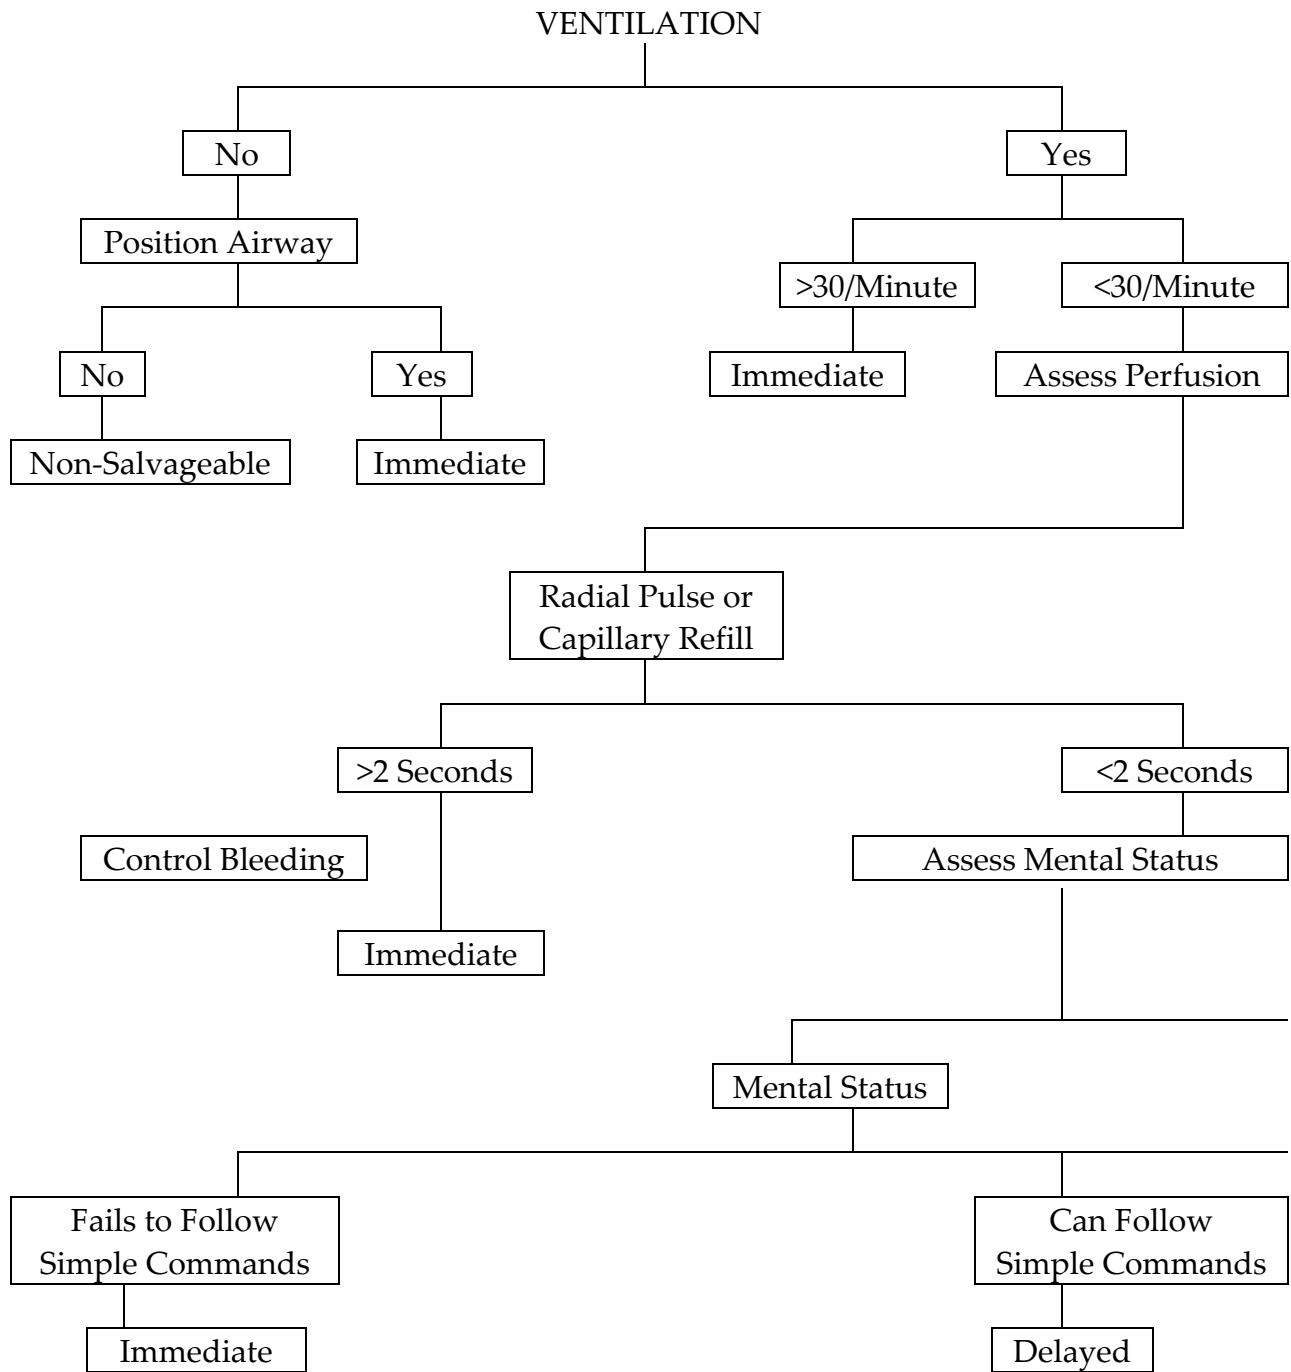 VENTILATION
No
Yes
Position Airway
>30/Minute
<30/Minute
No
Yes
Immediate
Assess Perfusion
Non-Salvageable
Immediate
Radial Pulse or
Capillary Refill
>2 Seconds
<2 Seconds
Control Bleeding
Assess Mental Status
Immediate
Mental Status
Fails to Follow
Simple Commands
Can Follow
Simple Commands
Immediate
Delayed